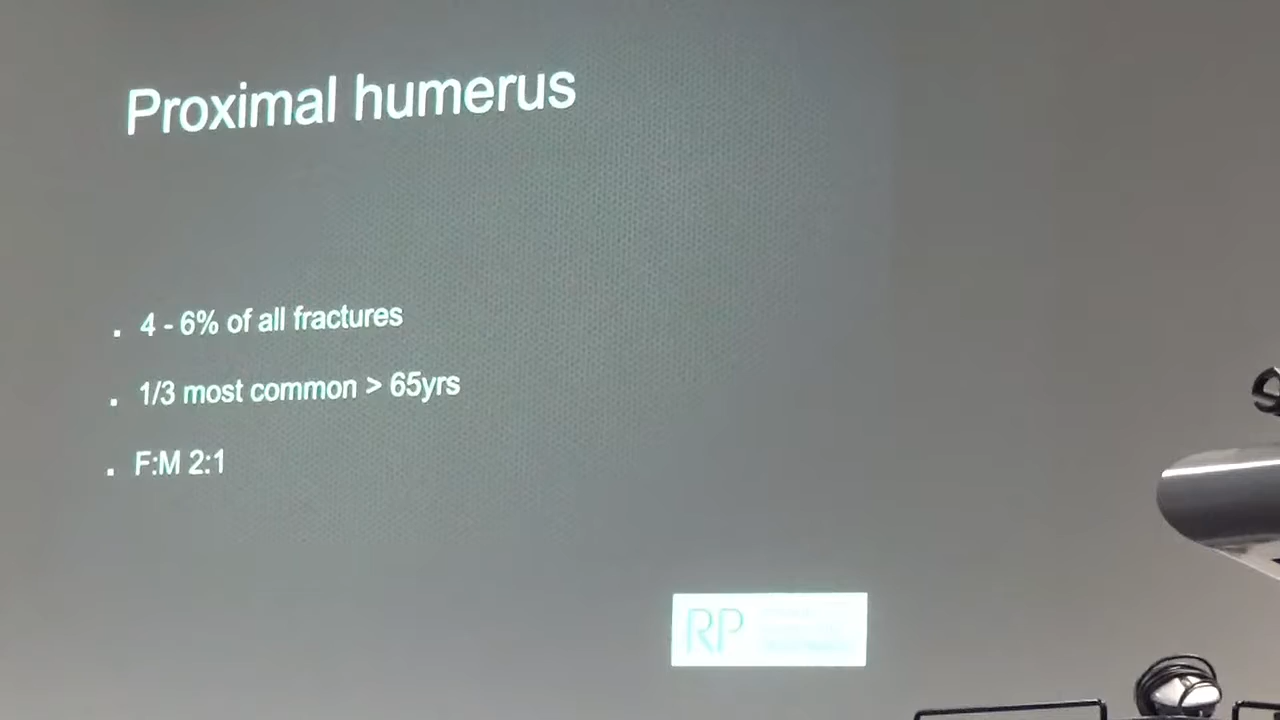 Proximal humerus
. 4 - 6% of all fractures
. 1/3 most common > 65yrs
. F:M 2:1
RP